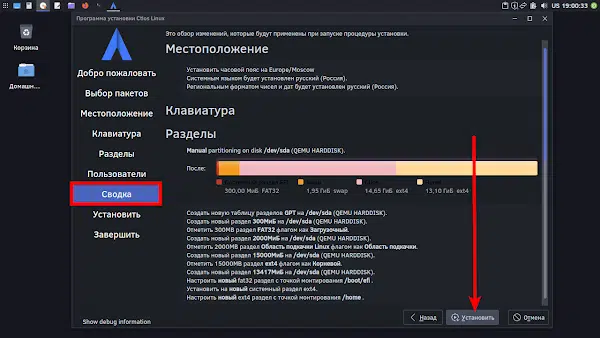 US 19:00:33
Программа установки Ctlos Linux
Корзина
Домашн...
Добро пожаловать
Выбор пакетов
Местоположение
Клавиатура
Разделы
Пользователи
Сводка
Установить
Завершить
Show debug information
Это обзор изменений, которые будут применены при запуске процедуры установки.
Местоположение
Установить часовой пояс на Europe/Moscow
Системным языком будет установлен русский (Россия).
Региональным форматом чисел и дат будет установлен русский (Россия).
Клавиатура
Разделы
Manual partitioning on disk /dev/sda (QEMU HARDDISK).
После:
300,00 МиБ FAT32
1,95 ГиБ swap
14,65 ГиБ ext4
13,10 ГиБ ext4
Создать новую таблицу разделов GPT на /dev/sda (QEMU HARDDISK).
Создать новый раздел 300МиБ на /dev/sda (QEMU HARDDISK).
Отметить 300MB раздел FAT32 флагом как Загрузочный.
Создать новый раздел 2000МиБ на /dev/sda (QEMU HARDDISK).
Отметить 2000MB раздел Область подкачки Linux флагом как Область подкачки.
Создать новый раздел 15000МиБ на /dev/sda (QEMU HARDDISK).
Отметить 15000MB раздел ext4 флагом как Корневой.
Создать новый раздел 13417МиБ на /dev/sda (QEMU HARDDISK).
Настроить новый fat32 раздел с точкой монтирования /boot/efi.
Установить на новый системный раздел ext4.
Настроить новый ext4 раздел с точкой монтирования /home.
Назад
Установить
Отмена